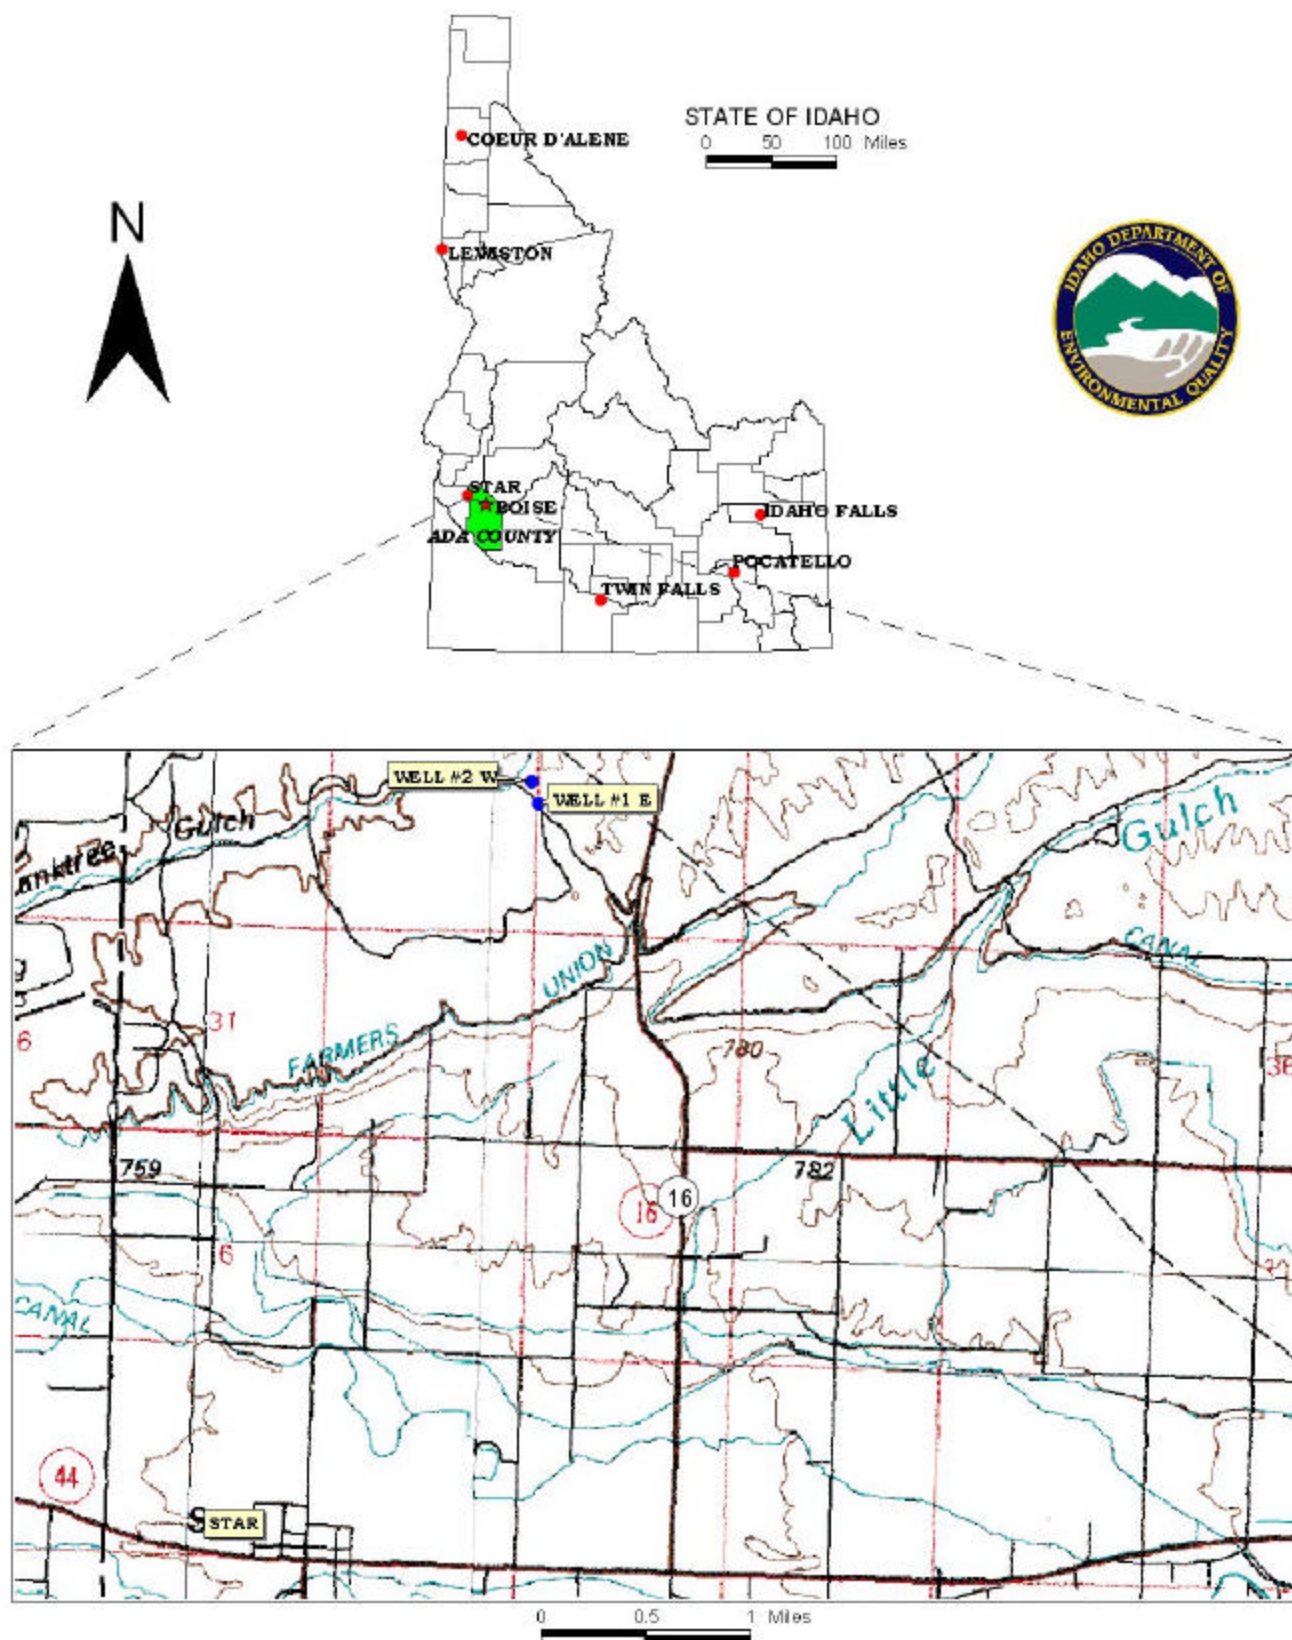 STATE OF IDAHO
0 50 100 Miles
COEUR D'ALENE
N
IDAHO DEPARTMENT OF
ENVIRONMENTAL QUALITY
LEWISTON
STAR
BOISE
ADA COUNTY
IDAHO FALLS
POCATELLO
TWIN FALLS
WELL #2 W
WELL #1 E
Gulch
Gulch
anktree
UNION
CANAL
31
6
FARMERS
780
36
Little
759
782
16
16
6
CANAL
44
S
STAR
0 0.5 1 Miles